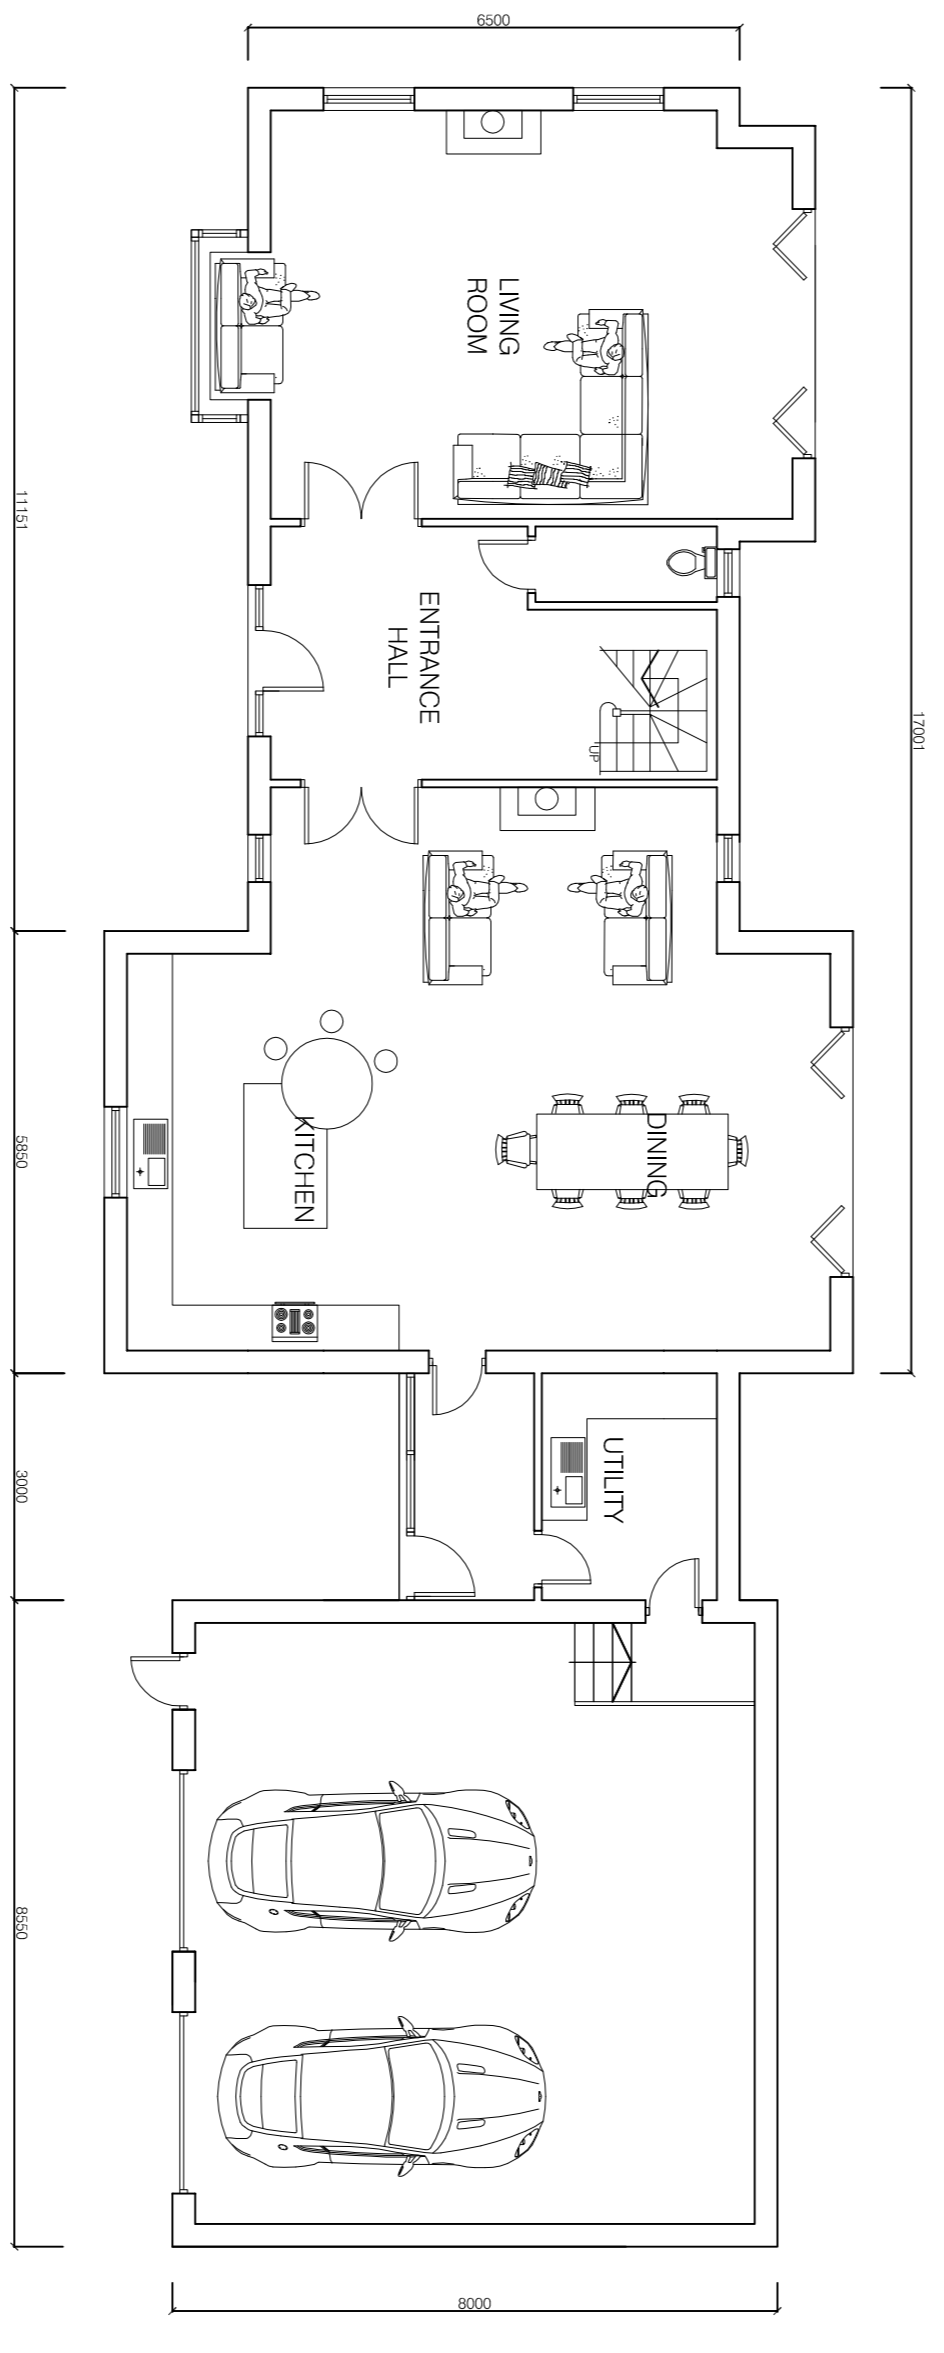 6500
17001
11151
5850
3000
8550
8000
LIVING
ROOM
ENTRANCE
HALL
UP
KITCHEN
DINING
UTILITY